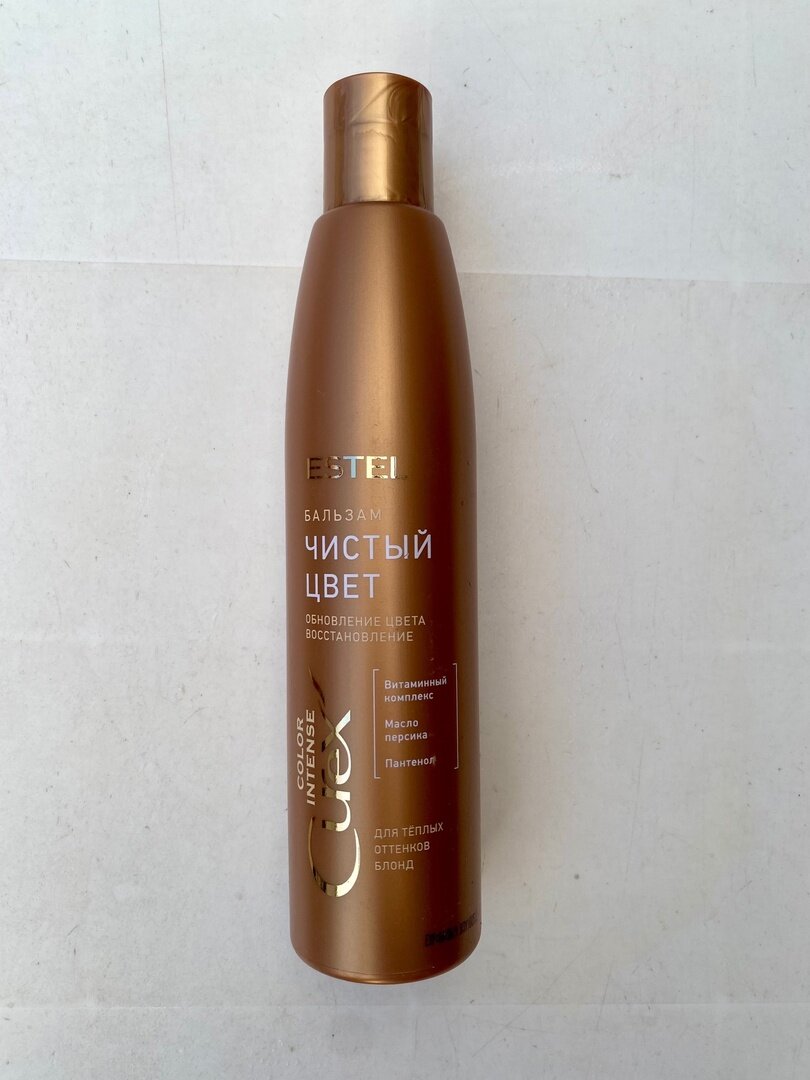 ESTEL
БАЛЬЗАМ
ЧИСТЫЙ
ЦВЕТ
ОБНОВЛЕНИЕ ЦВЕТА
ВОССТАНОВЛЕНИЕ
Витаминный
комплекс
Масло
персика
Пантенол
COLOR
INTENSE
Curex
ДЛЯ ТЁПЛЫХ
ОТТЕНКОВ
БЛОНД